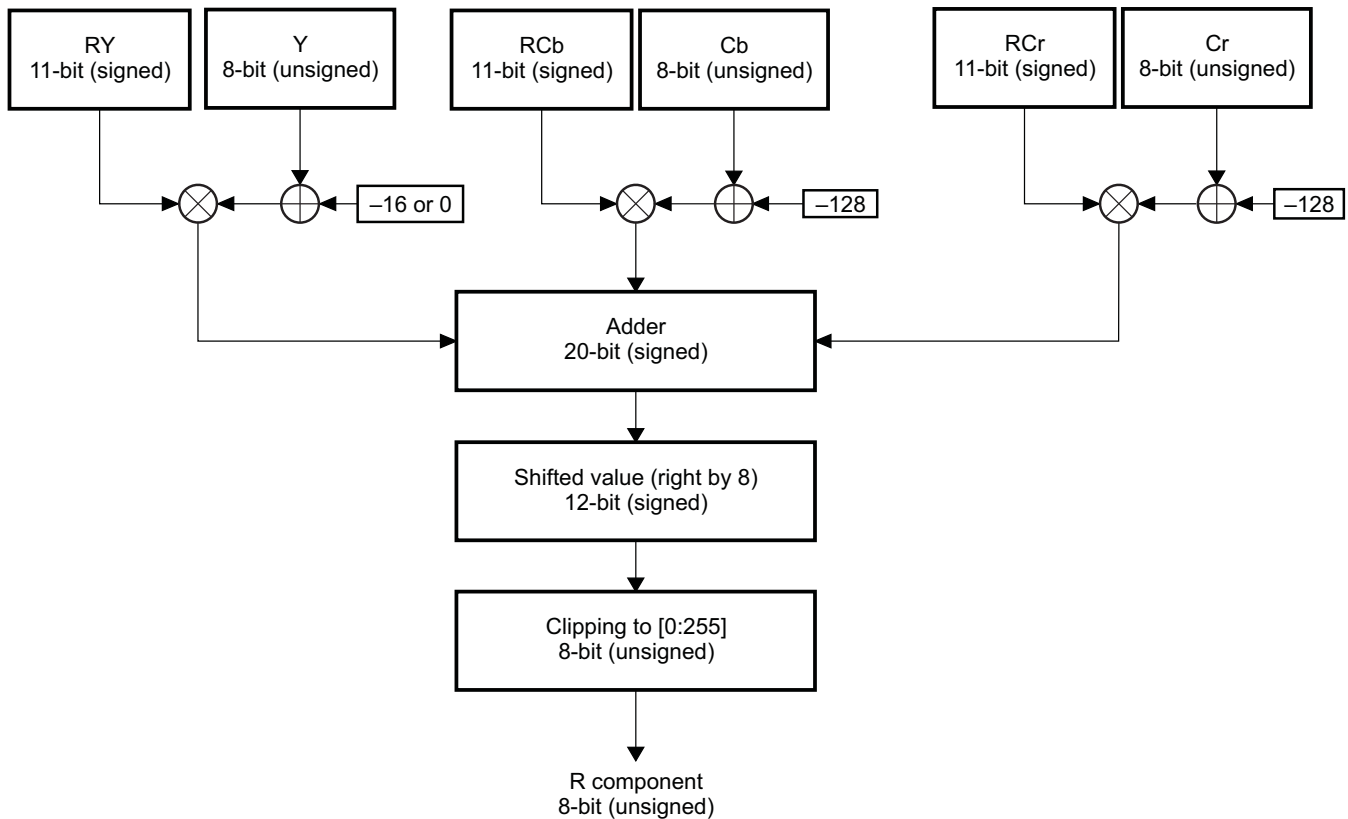 RY
11-bit (signed)
Y
8-bit (unsigned)
RCb
11-bit (signed)
Cb
8-bit (unsigned)
RCr
11-bit (signed)
Cr
8-bit (unsigned)
–16 or 0
–128
–128
Adder
20-bit (signed)
Shifted value (right by 8)
12-bit (signed)
Clipping to [0:255]
8-bit (unsigned)
R component
8-bit (unsigned)